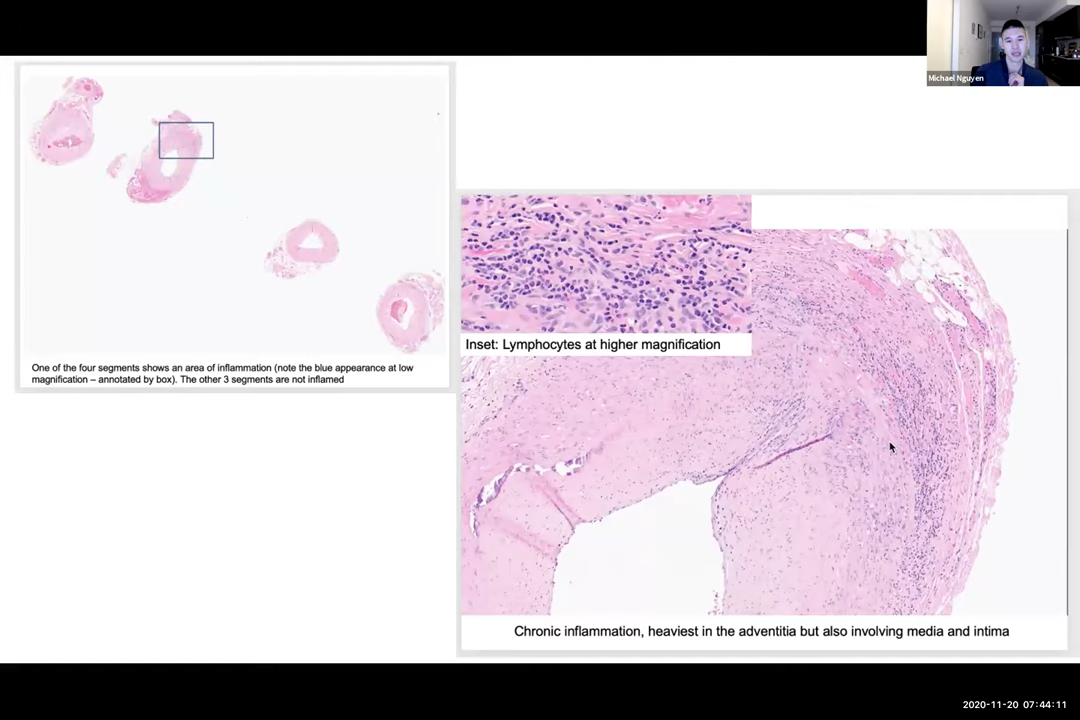 Michael Nguyen
One of the four segments shows an area of inflammation (note the blue appearance at low
magnification – annotated by box). The other 3 segments are not inflamed
Inset: Lymphocytes at higher magnification
Chronic inflammation, heaviest in the adventitia but also involving media and intima
2020-11-20 07:44:11